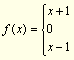 f(x) = { x+1
0
x−1